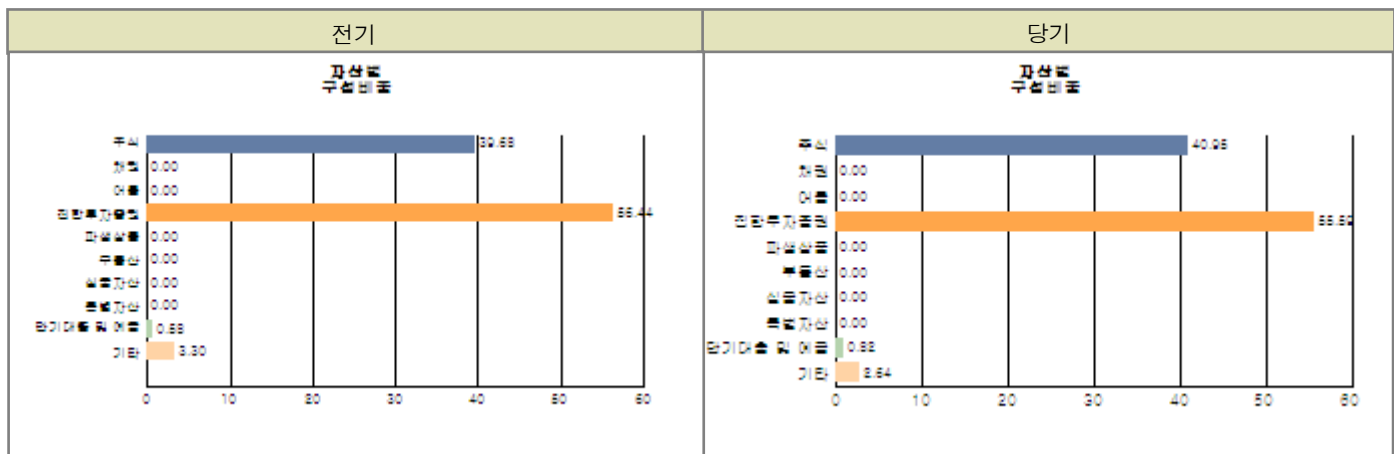 전기
자산별
구성비율
주식 39.68
채권 0.00
어음 0.00
집합투자증권 56.44
파생상품 0.00
부동산 0.00
실물자산 0.00
특별자산 0.00
단기대출 및 예금 0.58
기타 3.30
0 10 20 30 40 50 60
당기
자산별
구성비율
주식 40.95
채권 0.00
어음 0.00
집합투자증권 55.59
파생상품 0.00
부동산 0.00
실물자산 0.00
특별자산 0.00
단기대출 및 예금 0.82
기타 2.64
0 10 20 30 40 50 60